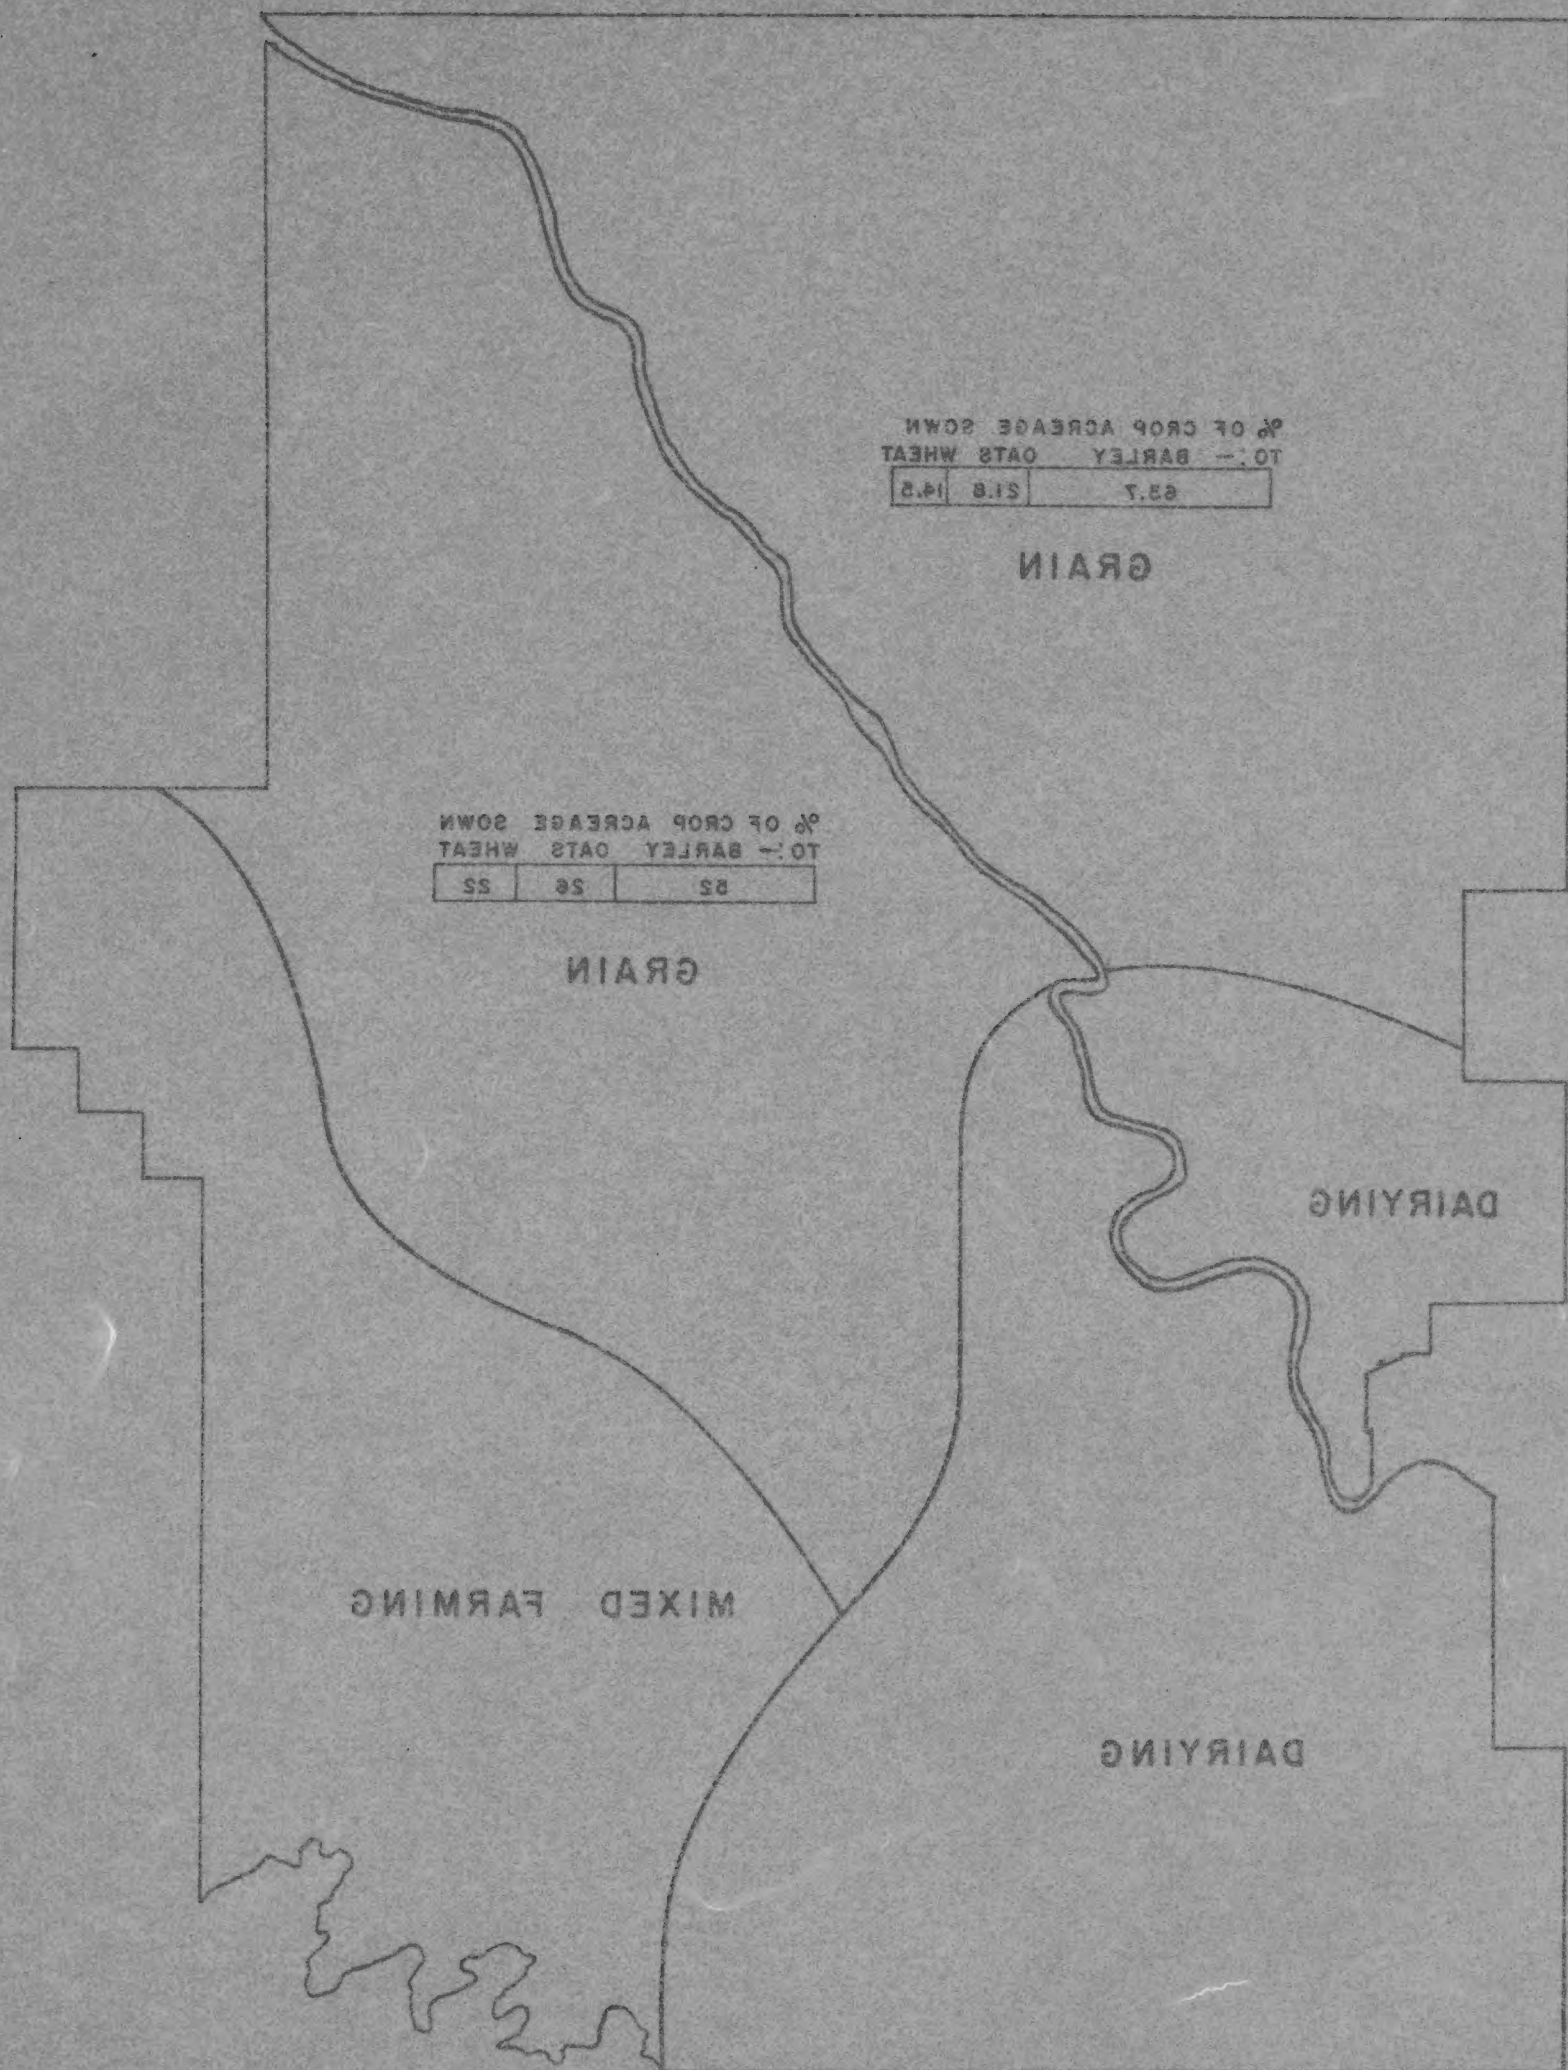 % OF CROP ACREAGE SOWN
TO:- BARLEY OATS WHEAT
63.7 21.8 14.5
GRAIN
% OF CROP ACREAGE SOWN
TO:- BARLEY OATS WHEAT
52 26 22
GRAIN
DAIRYING
MIXED FARMING
DAIRYING